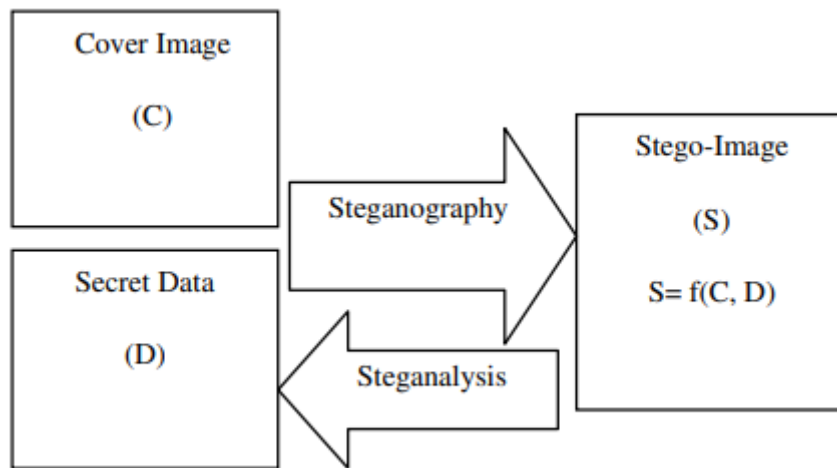 Cover Image
(C)
Steganography
Stego-Image
(S)
S= f(C, D)
Secret Data
(D)
Steganalysis